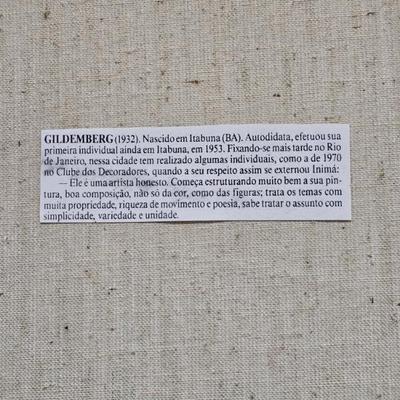 GILDEMBERG (1932). Nascido em Itabuna (BA). Autodidata, efetuou sua
primeira individual ainda em Itabuna, em 1953. Fixando-se mais tarde no Rio
de Janeiro, nessa cidade tem realizado algumas individuais, como a de 1970
no Clube dos Decoradores, quando a seu respeito assim se externou Inimá:
— Ele é uma artista honesto. Começa estruturando muito bem a sua pin-
tura, boa composição, não só da cor, como das figuras; trata os temas com
muita propriedade, riqueza de movimento e poesia, sabe tratar o assunto com
simplicidade, variedade e unidade.